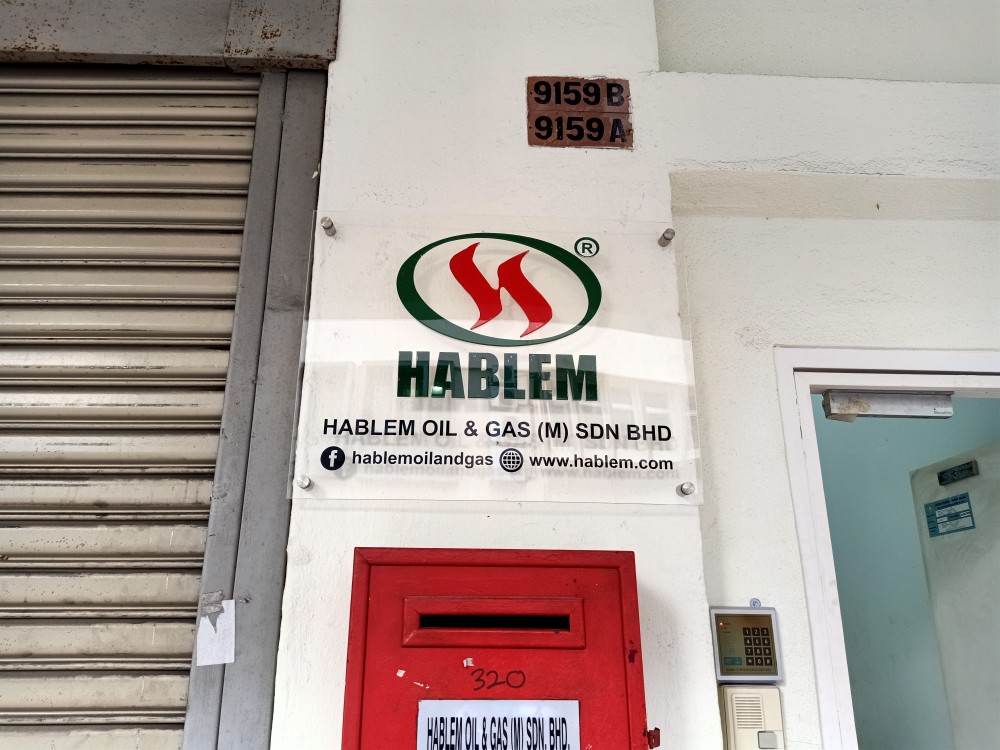 9159 B
9159 A
®
HABLEM
HABLEM OIL & GAS (M) SDN BHD
hablemoilandgas www.hablem.com
320
HABLEM OIL & GAS (M) SDN. BHD.